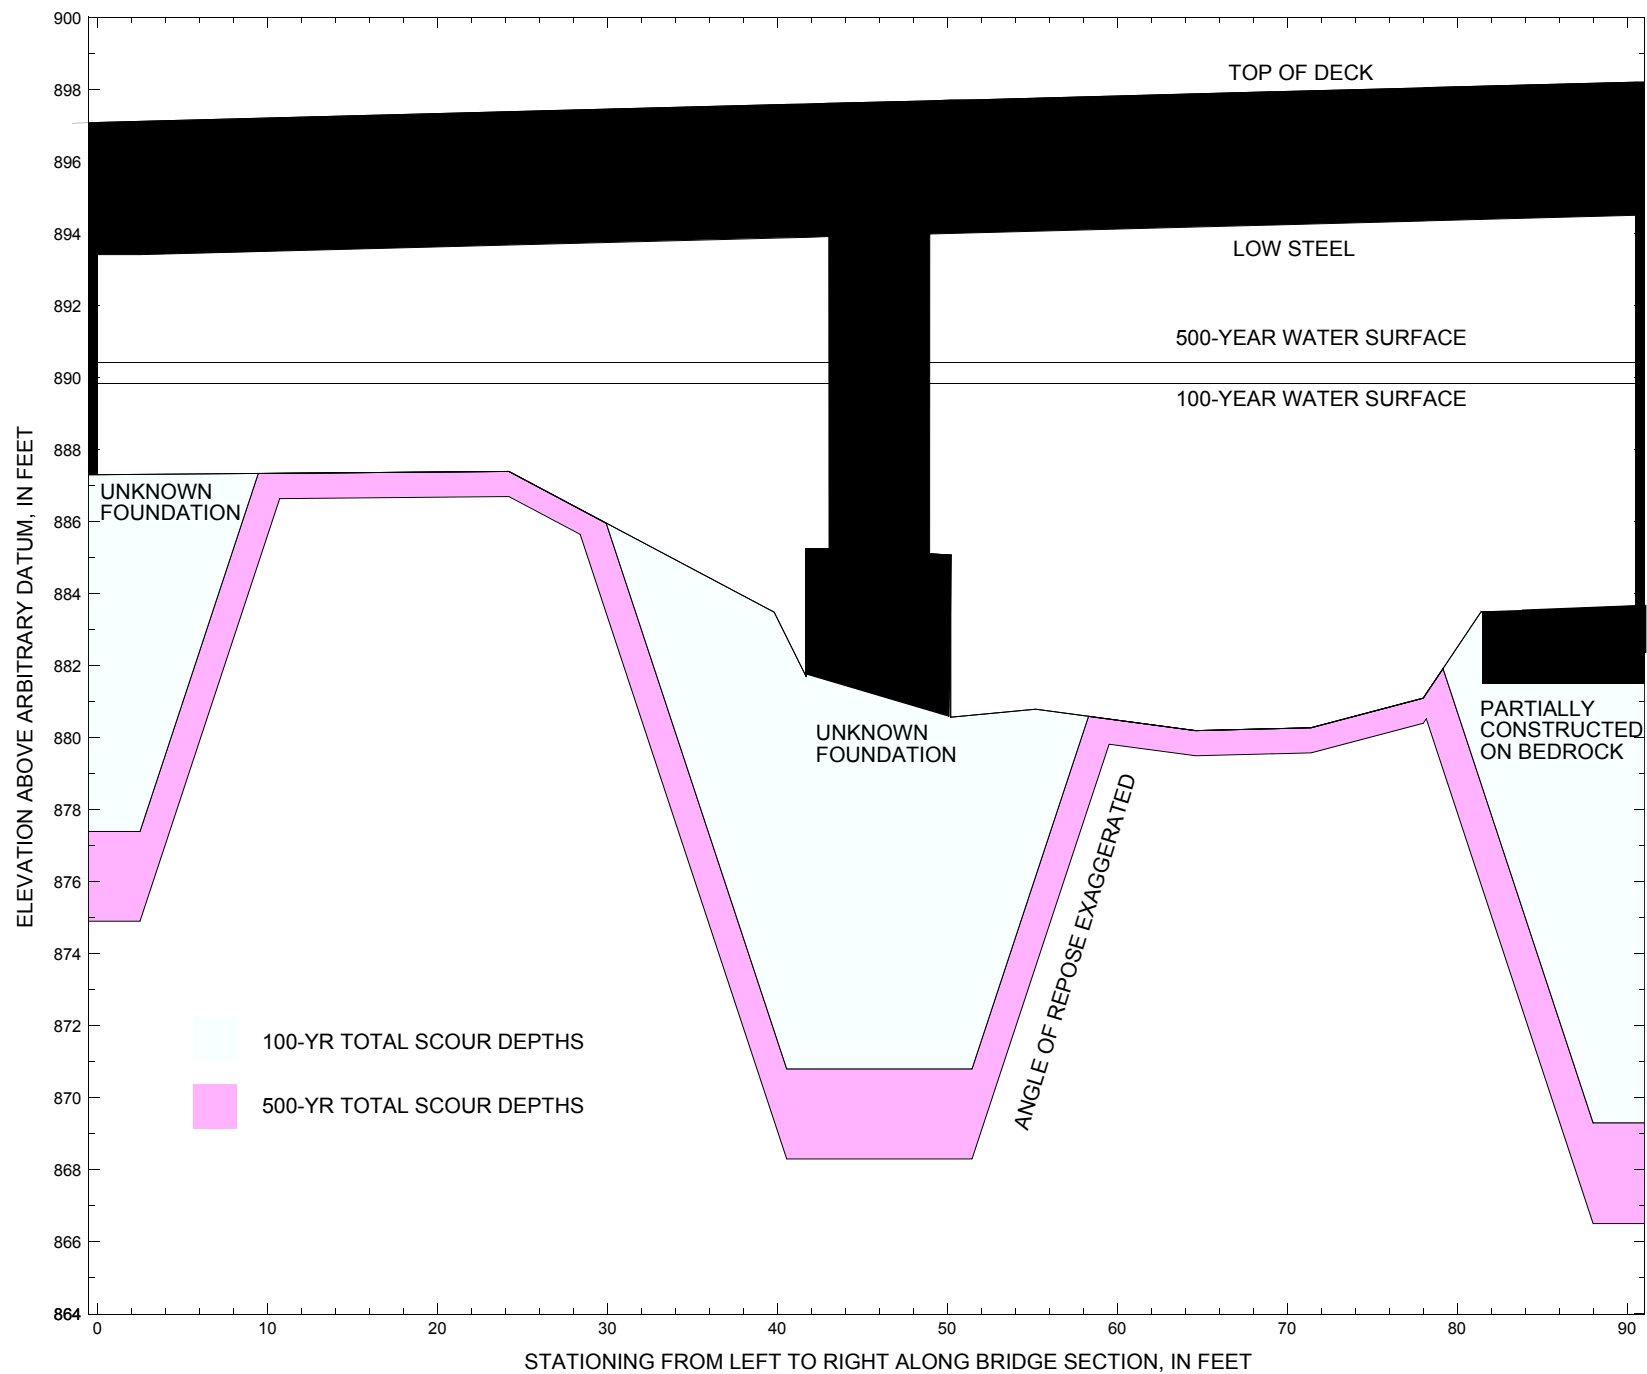 900
898
896
894
892
890
888
886
884
882
880
878
876
874
872
870
868
866
864
ELEVATION ABOVE ARBITRARY DATUM, IN FEET
TOP OF DECK
LOW STEEL
500-YEAR WATER SURFACE
100-YEAR WATER SURFACE
UNKNOWN
FOUNDATION
UNKNOWN
FOUNDATION
PARTIALLY
CONSTRUCTED
ON BEDROCK
ANGLE OF REPOSE EXAGGERATED
100-YR TOTAL SCOUR DEPTHS
500-YR TOTAL SCOUR DEPTHS
0 10 20 30 40 50 60 70 80 90
STATIONING FROM LEFT TO RIGHT ALONG BRIDGE SECTION, IN FEET